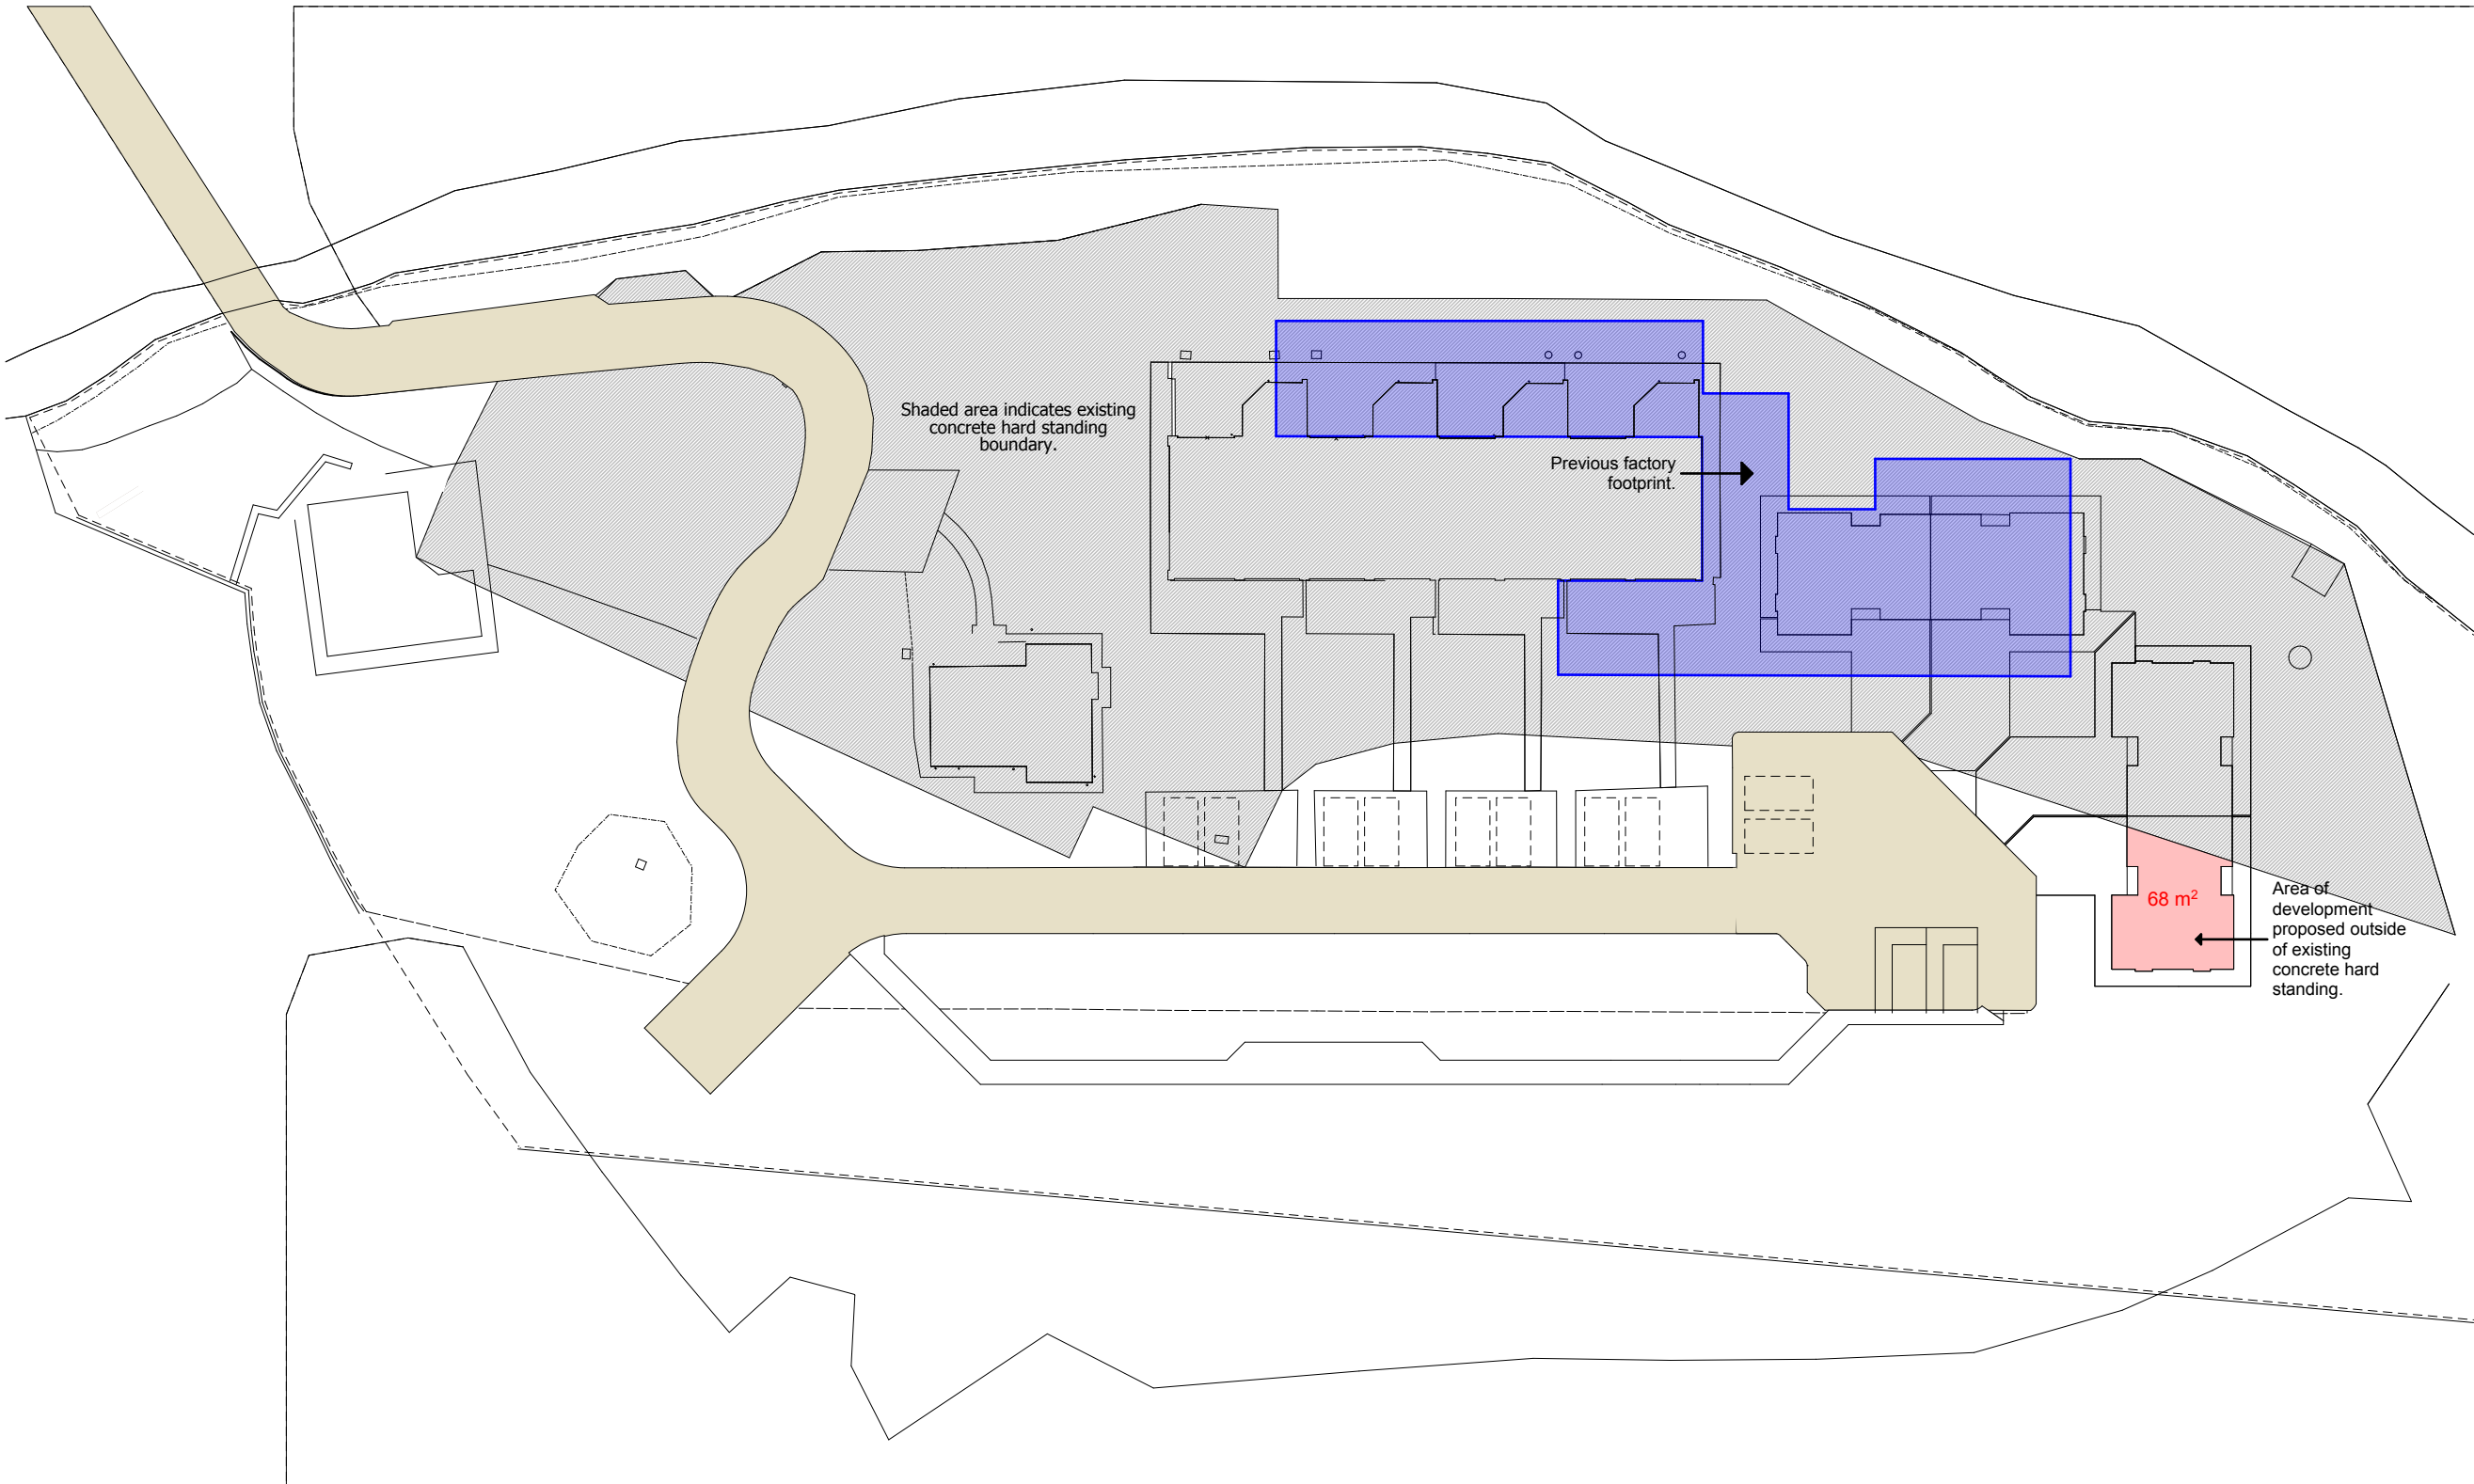 Shaded area indicates existing
concrete hard standing
boundary.
Previous factory
footprint.
68 m²
Area of
development
proposed outside
of existing
concrete hard
standing.